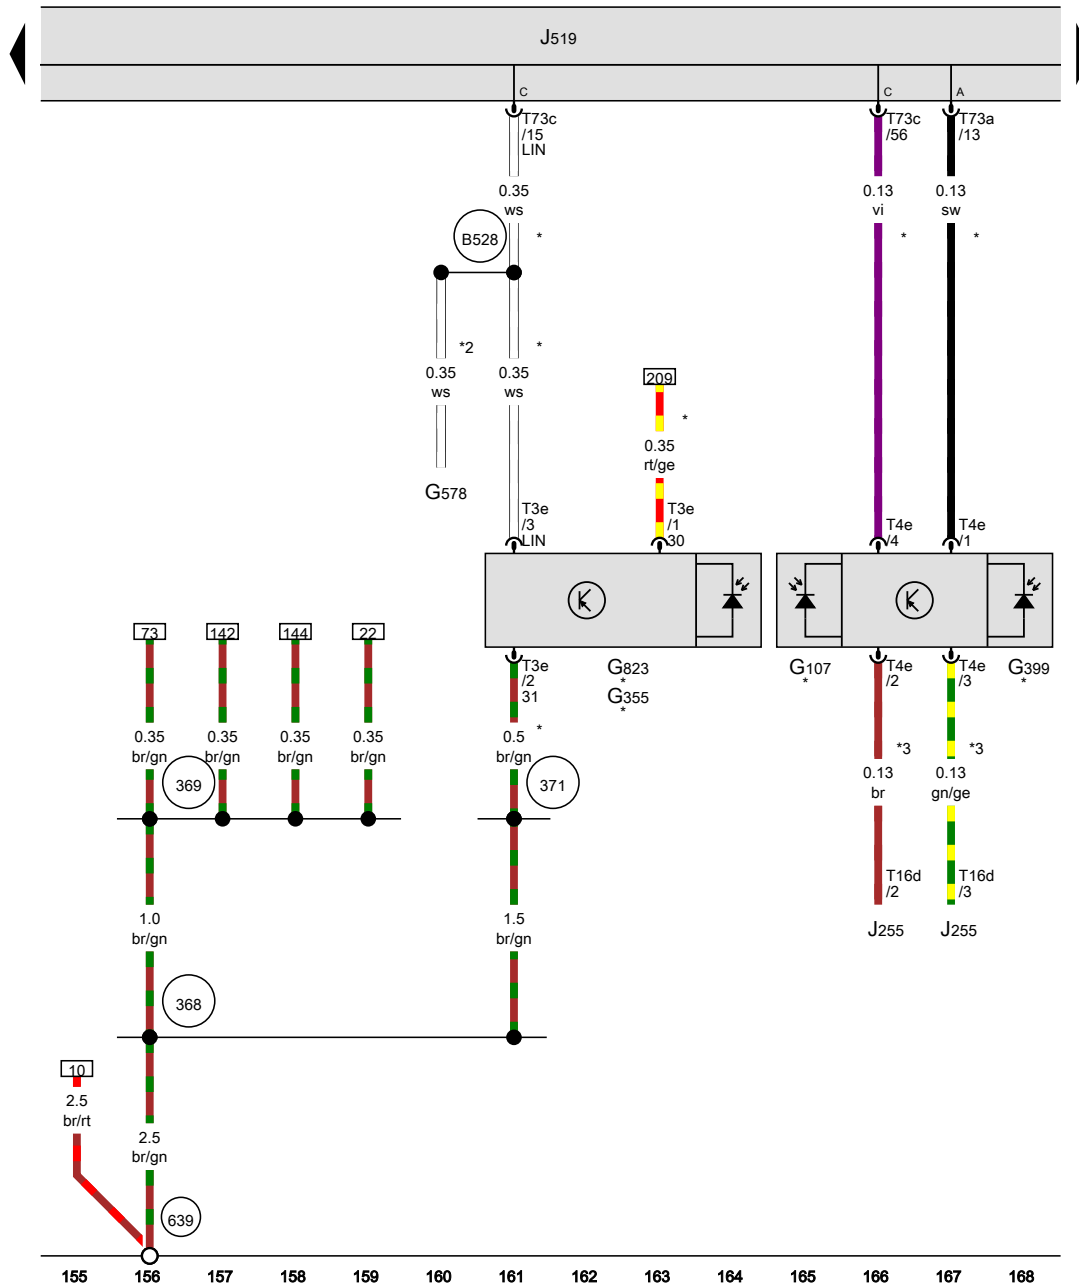 J519
C
C
A
T73c
/15
LIN
T73c
/56
T73a
/13
0.35
ws
0.13
vi
0.13
sw
B528
*
*
*
*2
*
0.35
ws
0.35
ws
209
*
0.35
rt/ge
G578
T3e
/3
LIN
T3e
/1
30
T4e
/4
T4e
/1
73
142
144
22
T3e
/2
31
G823
*
G355
*
G107
*
T4e
/2
T4e
/3
G399
*
*
0.35
br/gn
0.35
br/gn
0.35
br/gn
0.35
br/gn
0.5
br/gn
*3
*3
369
371
0.13
br
0.13
gn/ge
T16d
/2
T16d
/3
1.0
br/gn
1.5
br/gn
J255
J255
368
10
2.5
br/rt
2.5
br/gn
639
155
156
157
158
159
160
161
162
163
164
165
166
167
168